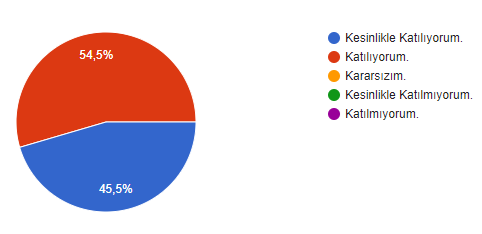 54,5%
45,5%
Kesinlikle Katılıyorum.
Katılıyorum.
Kararsızım.
Kesinlikle Katılmıyorum.
Katılmıyorum.